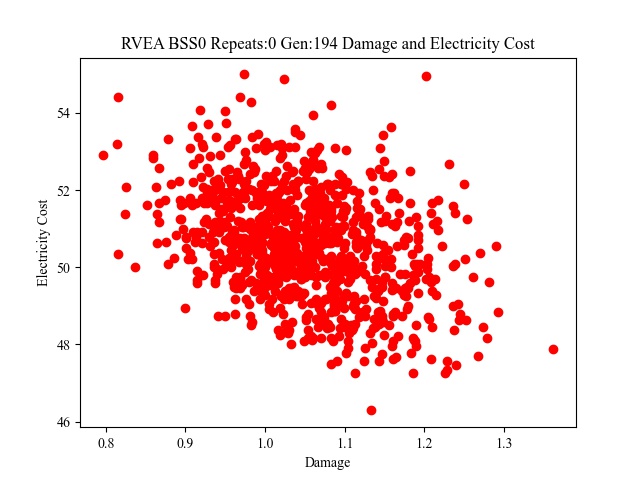 RVEA BSS0 Repeats:0 Gen:194 Damage and Electricity Cost
54
52
50
48
46
Electricity Cost
0.8 0.9 1.0 1.1 1.2 1.3
Damage